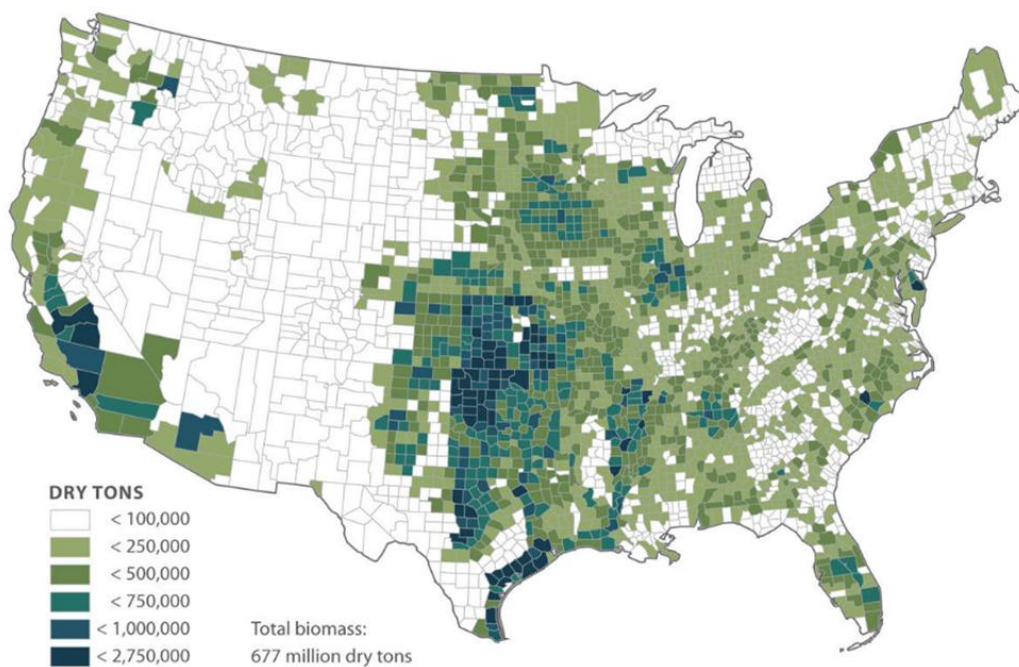 DRY TONS
< 100,000
< 250,000
< 500,000
< 750,000
< 1,000,000
< 2,750,000
Total biomass:
677 million dry tons